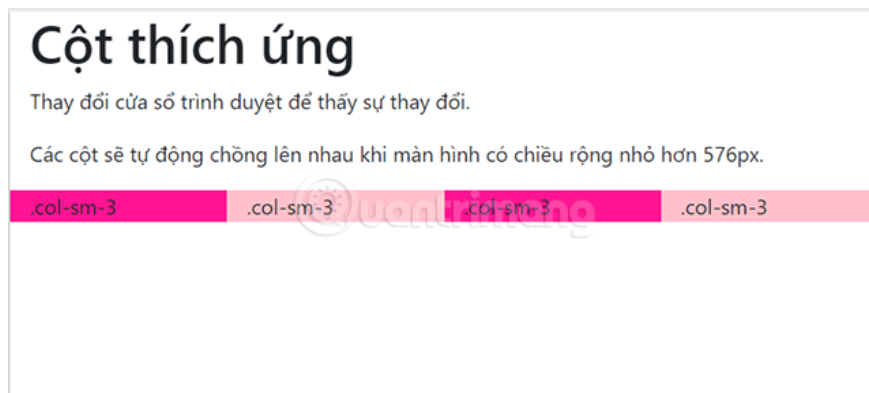 Cột thích ứng
Thay đổi cửa sổ trình duyệt để thấy sự thay đổi.
Các cột sẽ tự động chồng lên nhau khi màn hình có chiều rộng nhỏ hơn 576px.
.col-sm-3 .col-sm-3 .col-sm-3 .col-sm-3
Quantrimang